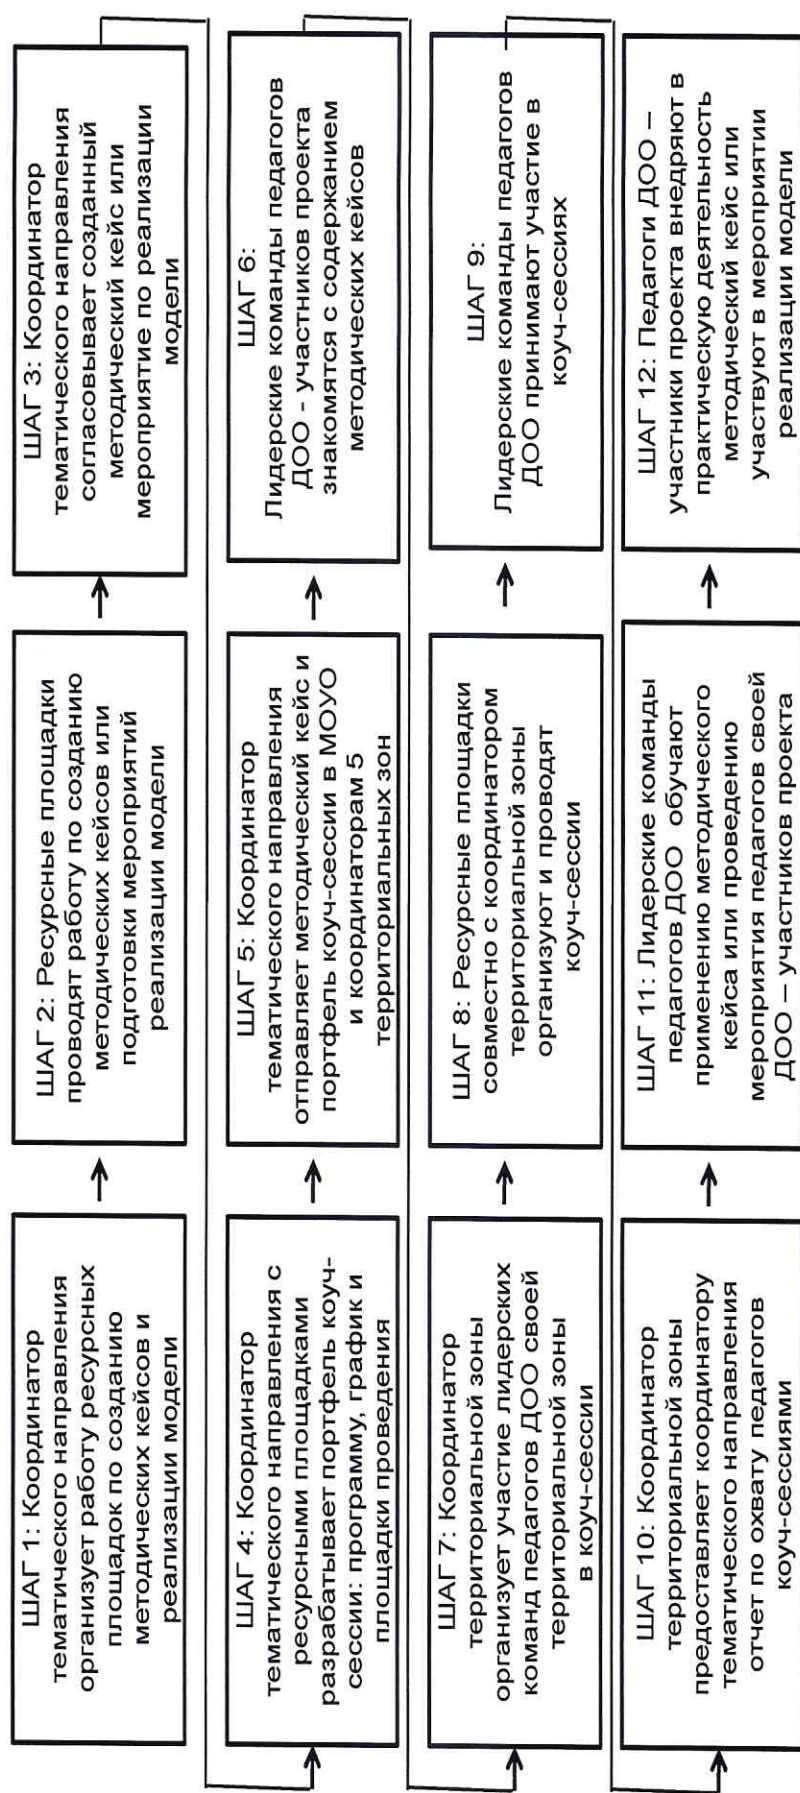 ШАГ 1: Координатор
тематического направления
организует работу ресурсных
площадок по созданию
методических кейсов и
реализации модели
ШАГ 2: Ресурсные площадки
проводят работу по созданию
методических кейсов или
подготовки мероприятий
реализации модели
ШАГ 3: Координатор
тематического направления
согласовывает созданный
методический кейс или
мероприятие по реализации
модели
ШАГ 4: Координатор
тематического направления с
ресурсными площадками
разрабатывает портфель коуч-
сессии: программу, график и
площадки проведения
ШАГ 5: Координатор
тематического направления
отправляет методический кейс и
портфель коуч-сессии в МОУО
и координаторам 5
территориальных зон
ШАГ 6:
Лидерские команды педагогов
ДОО - участников проекта
знакомятся с содержанием
методических кейсов
ШАГ 7: Координатор
территориальной зоны
организует участие лидерских
команд педагогов ДОО своей
территориальной зоны
в коуч-сессии
ШАГ 8: Ресурсные площадки
совместно с координатором
территориальной зоны
организуют и проводят
коуч-сессии
ШАГ 9:
Лидерские команды педагогов
ДОО принимают участие в
коуч-сессиях
ШАГ 10: Координатор
территориальной зоны
предоставляет координатору
тематического направления
отчет по охвату педагогов
коуч-сессиями
ШАГ 11: Лидерские команды
педагогов ДОО обучают
применению методического
кейса или проведению
мероприятия педагогов своей
ДОО – участников проекта
ШАГ 12: Педагоги ДОО –
участники проекта внедряют в
практическую деятельность
методический кейс или
участвуют в мероприятии
реализации модели